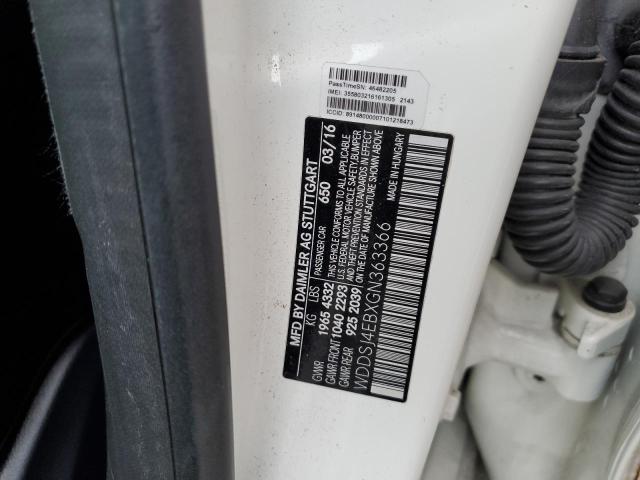 PassTimeSN: 46482205
IMEI: 355803216161305 2143
ICCID: 89148000007101218473
MFD BY DAIMLER AG STUTTGART
PASSENGER CAR 650 03/16
KG LBS
GVWR 1965 4332
GAWR FRONT 1040 2293
GAWR REAR 925 2039
THIS VEHICLE CONFORMS TO ALL APPLICABLE
U.S. FEDERAL MOTOR VEHICLE SAFETY, BUMPER
AND THEFT PREVENTION STANDARDS IN EFFECT
ON THE DATE OF MANUFACTURE SHOWN ABOVE
MADE IN HUNGARY
WDDSJ4EBXGN363366